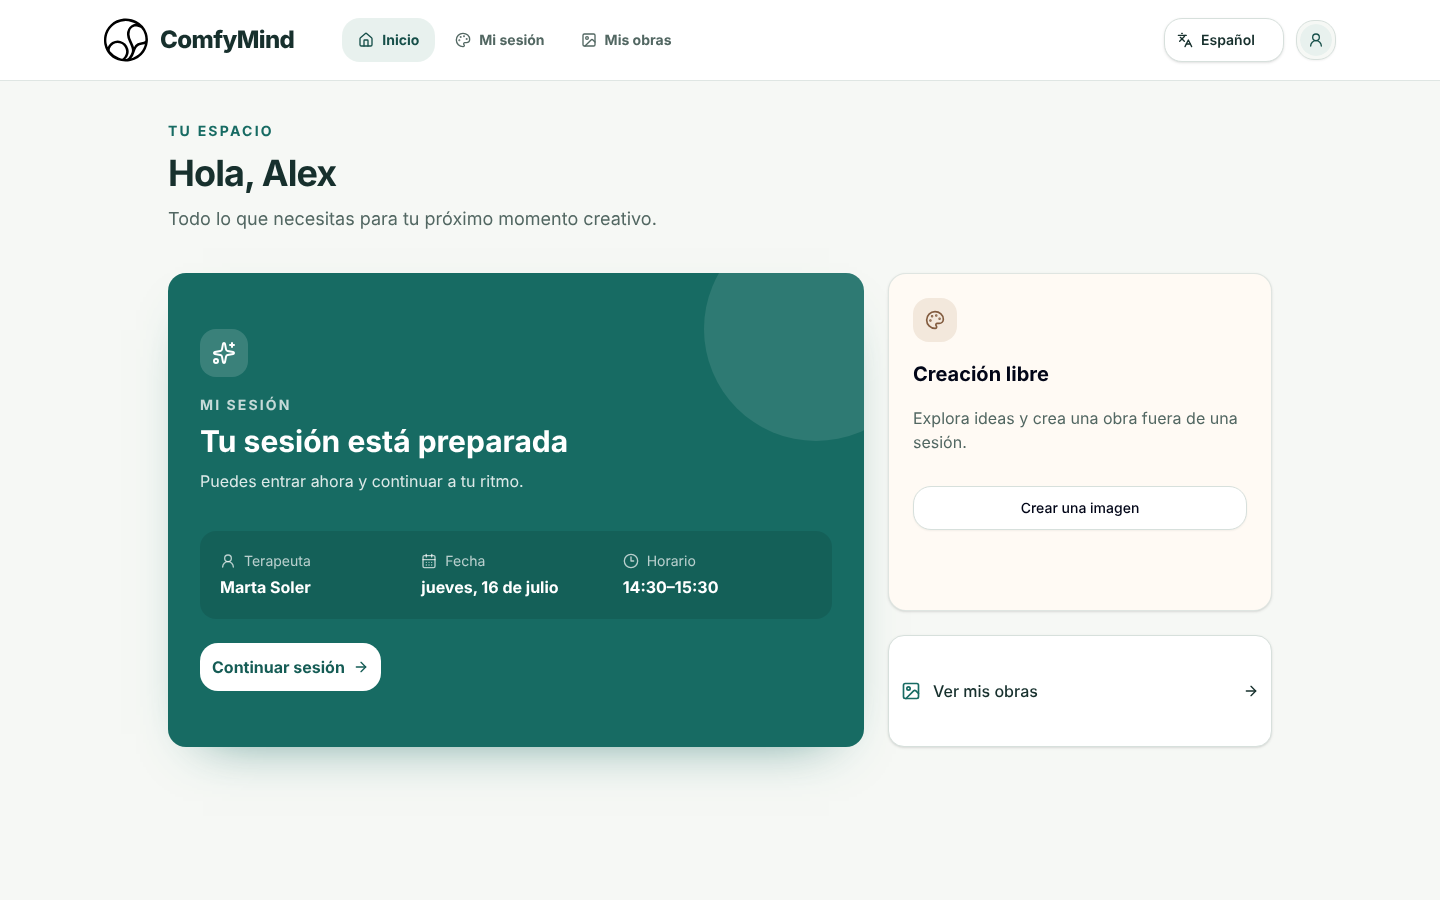 ComfyMind
Inicio
Mi sesión
Mis obras
Español
TU ESPACIO
Hola, Alex
Todo lo que necesitas para tu próximo momento creativo.
MI SESIÓN
Tu sesión está preparada
Puedes entrar ahora y continuar a tu ritmo.
Terapeuta
Marta Soler
Fecha
jueves, 16 de julio
Horario
14:30–15:30
Continuar sesión
Creación libre
Explora ideas y crea una obra fuera de una
sesión.
Crear una imagen
Ver mis obras